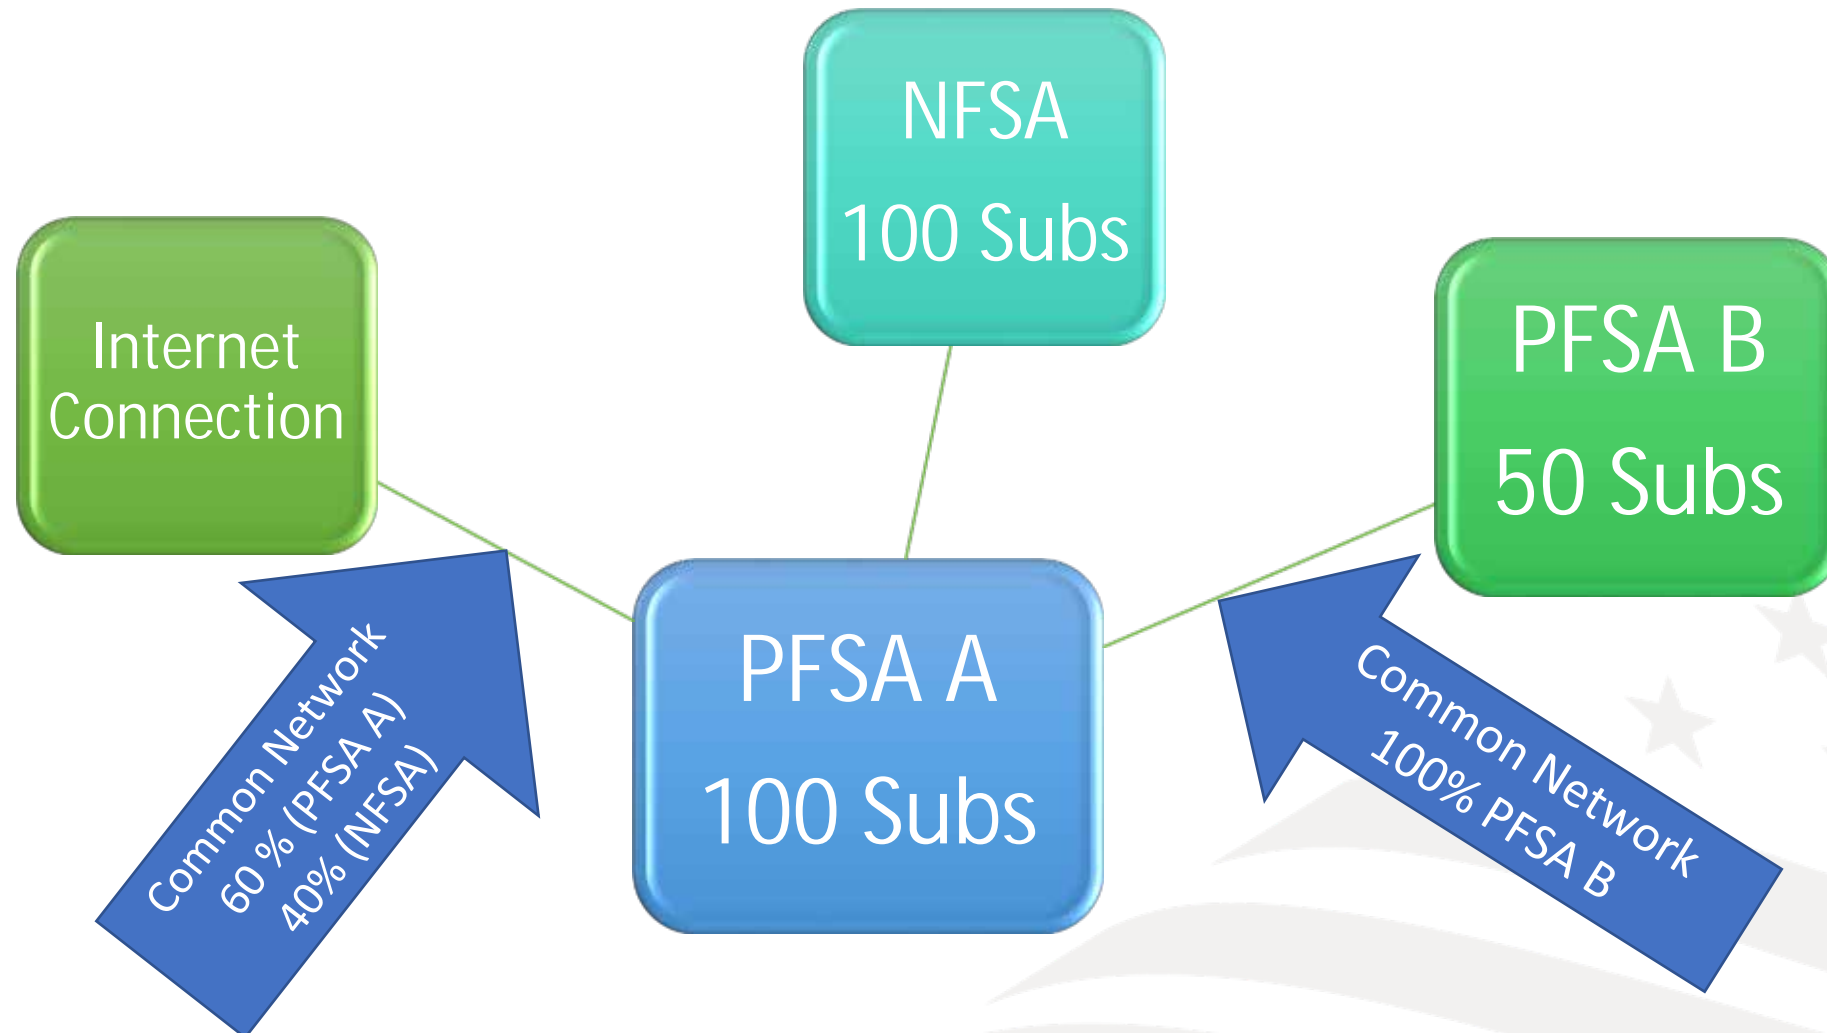 NFSA
100 Subs
Internet
Connection
PFSA B
50 Subs
PFSA A
100 Subs
Common Network
60 % (PFSA A)
40% (NFSA)
Common Network
100% PFSA B